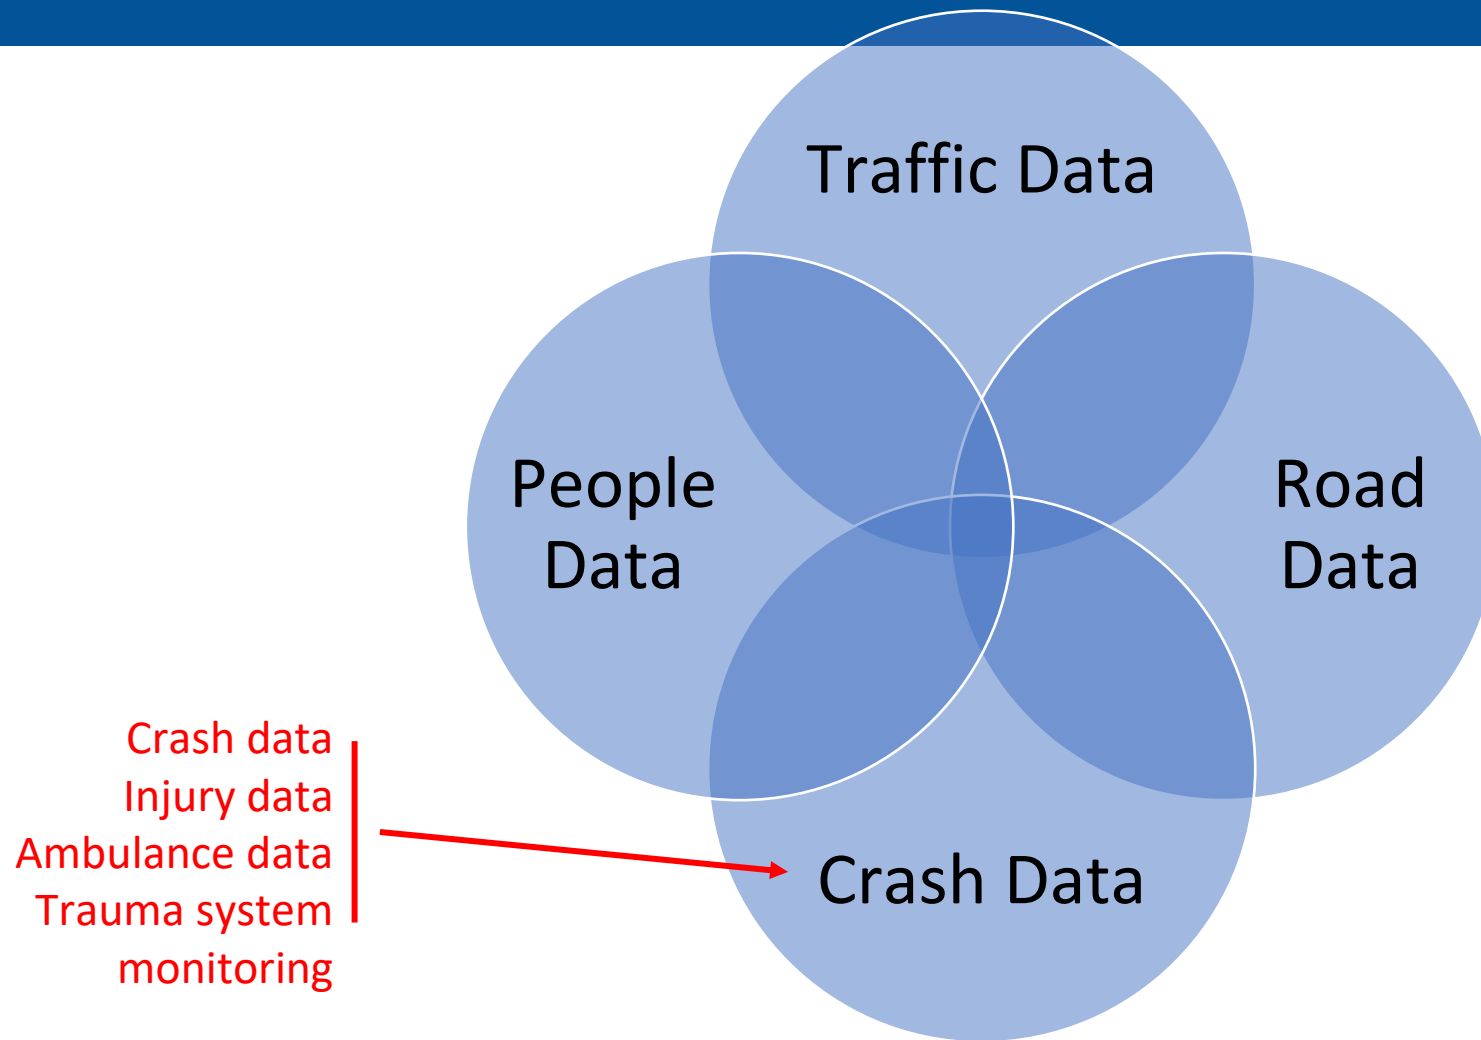 Traffic Data
People
Data
Road
Data
Crash data
Injury data
Ambulance data
Trauma system
monitoring
Crash Data